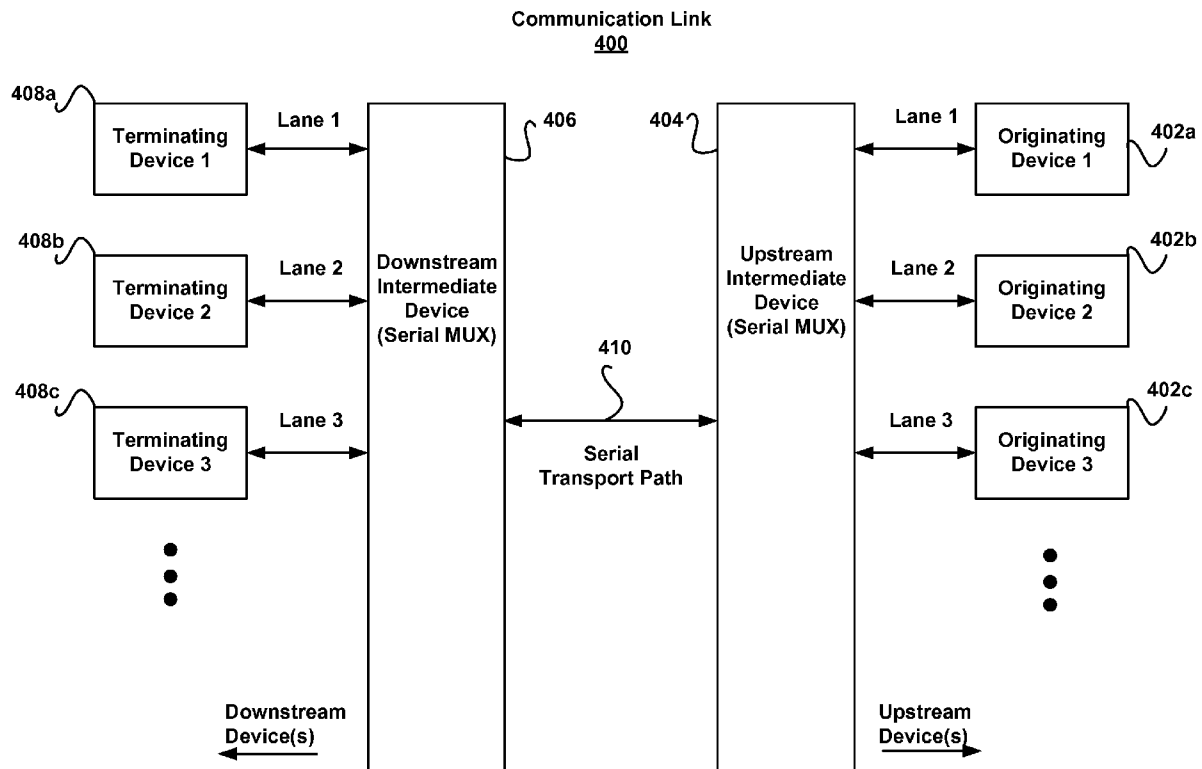 Communication Link
400
408a
Terminating
Device 1
Lane 1
406
404
Lane 1
Originating
Device 1
402a
408b
Terminating
Device 2
Lane 2
Downstream
Intermediate
Device
(Serial MUX)
Upstream
Intermediate
Device
(Serial MUX)
Lane 2
Originating
Device 2
402b
408c
Terminating
Device 3
Lane 3
410
Serial
Transport Path
Lane 3
Originating
Device 3
402c
Downstream
Device(s)
Upstream
Device(s)